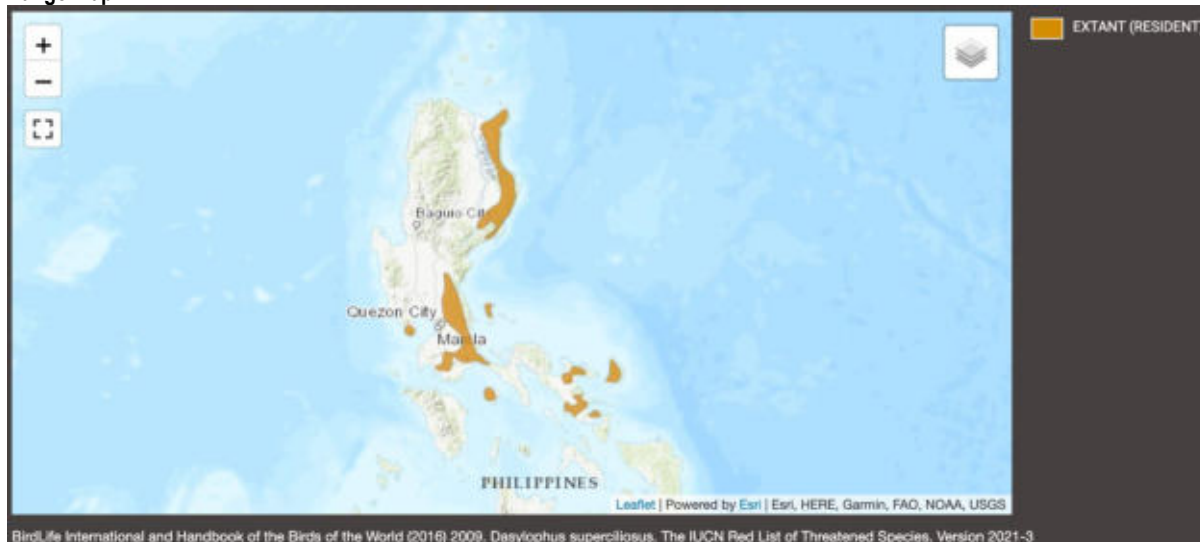 +
EXTANT (RESIDENT)
−
Baguio Cit
Quezon City
Manila
PHILIPPINES
Leaflet | Powered by Esri | Esri, HERE, Garmin, FAO, NOAA, USGS
BirdLife International and Handbook of the Birds of the World (2016) 2009. Dasylophus superciliosus. The IUCN Red List of Threatened Species. Version 2021-3